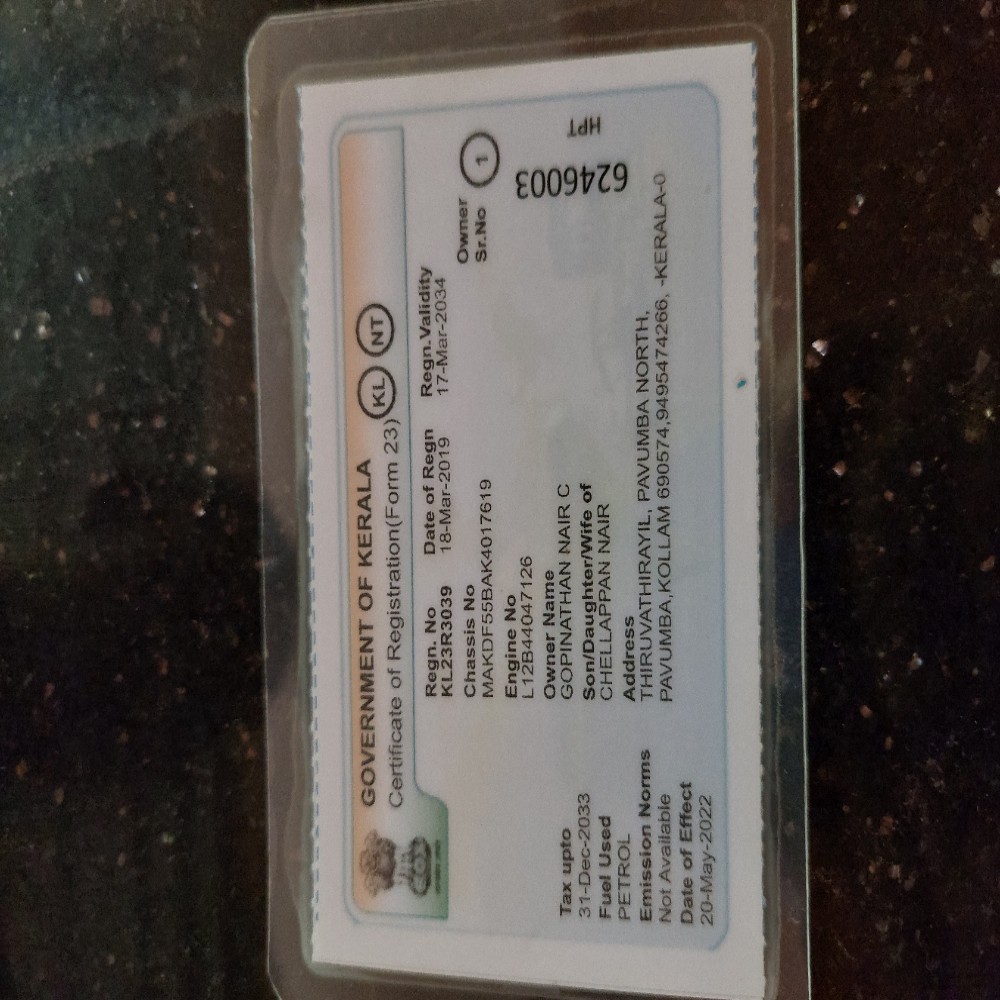 GOVERNMENT OF KERALA
Certificate of Registration(Form 23) KL NT
Regn. No Date of Regn Regn.Validity
KL23R3039 18-Mar-2019 17-Mar-2034
Chassis No Owner
MAKDF55BAK4017619 Sr.No 1
Engine No
L12B44047126
Owner Name
GOPINATHAN NAIR C
Son/Daughter/Wife of
CHELLAPPAN NAIR
Address
THIRUVATHIRAYIL, PAVUMBA NORTH,
PAVUMBA,KOLLAM 690574,9495474266, -KERALA-0
6246003
HPT
Tax upto
31-Dec-2033
Fuel Used
PETROL
Emission Norms
Not Available
Date of Effect
20-May-2022